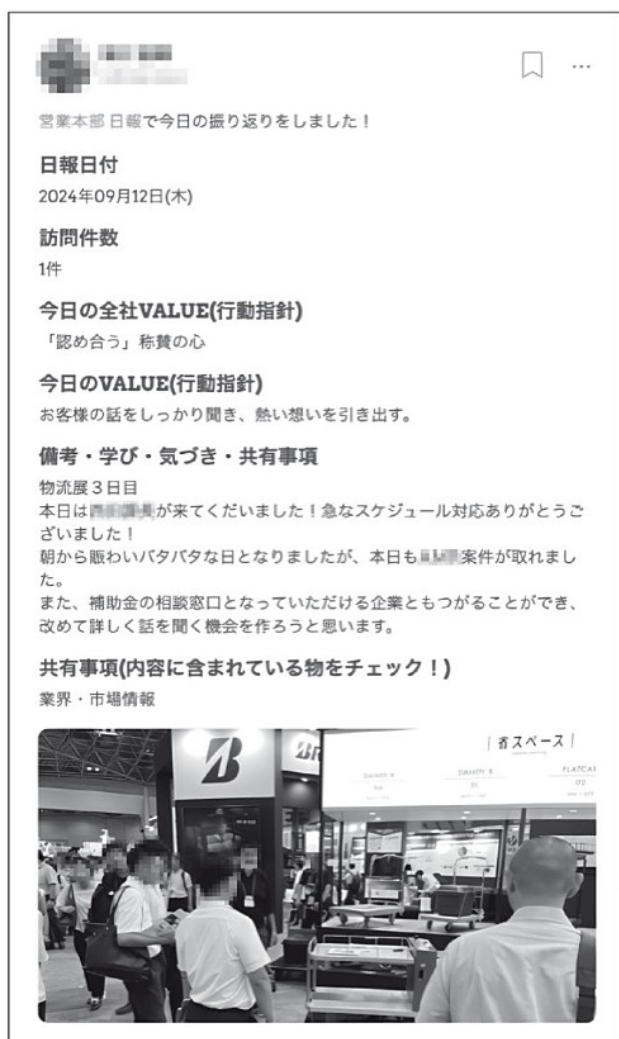 営業本部 日報で今日の振り返りをしました！
日報日付
2024年09月12日(木)
訪問件数
1件
今日の全社VALUE(行動指針)
「認め合う」称賛の心
今日のVALUE(行動指針)
お客様の話をしっかり聞き、熱い想いを引き出す。
備考・学び・気づき・共有事項
物流展３日目
本日は が来てくだいました！急なスケジュール対応ありがとうご
ざいました！
朝から賑わいバタバタな日となりましたが、本日も 案件が取れまし
た。
また、補助金の相談窓口となっていただける企業ともつがることができ、
改めて詳しく話を聞く機会を作ろうと思います。
共有事項(内容に含まれている物をチェック！)
業界・市場情報
省スペース